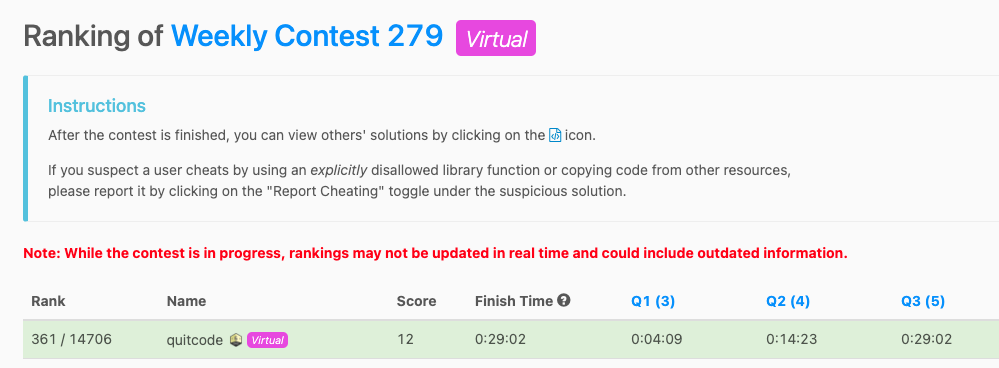 Ranking of Weekly Contest 279 Virtual
Instructions
After the contest is finished, you can view others' solutions by clicking on the icon.
If you suspect a user cheats by using an explicitly disallowed library function or copying code from other resources,
please report it by clicking on the "Report Cheating" toggle under the suspicious solution.
Note: While the contest is in progress, rankings may not be updated in real time and could include outdated information.
Rank Name Score Finish Time Q1 (3) Q2 (4) Q3 (5)
361 / 14706 quitcode Virtual 12 0:29:02 0:04:09 0:14:23 0:29:02